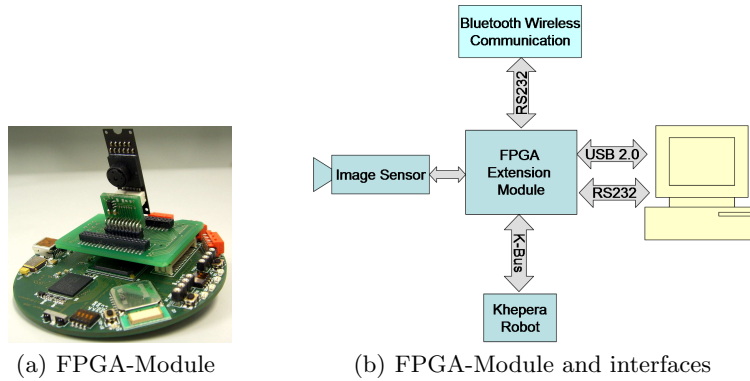 Bluetooth Wireless
Communication
RS232
Image Sensor
FPGA
Extension
Module
USB 2.0
RS232
K-Bus
Khepera
Robot
(a) FPGA-Module
(b) FPGA-Module and interfaces